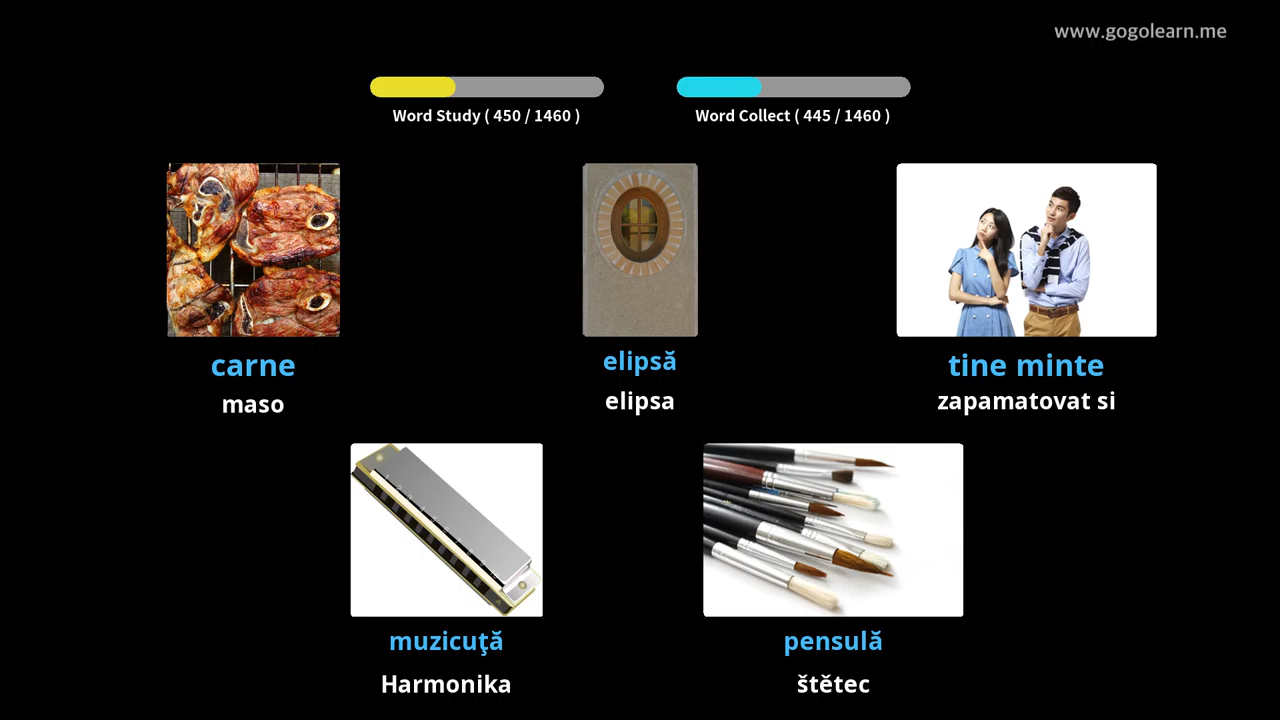 www.gogolearn.me
Word Study ( 450 / 1460 )
Word Collect ( 445 / 1460 )
carne
maso
elipsă
elipsa
tine minte
zapamatovat si
muzicuţă
Harmonika
pensulă
štětec